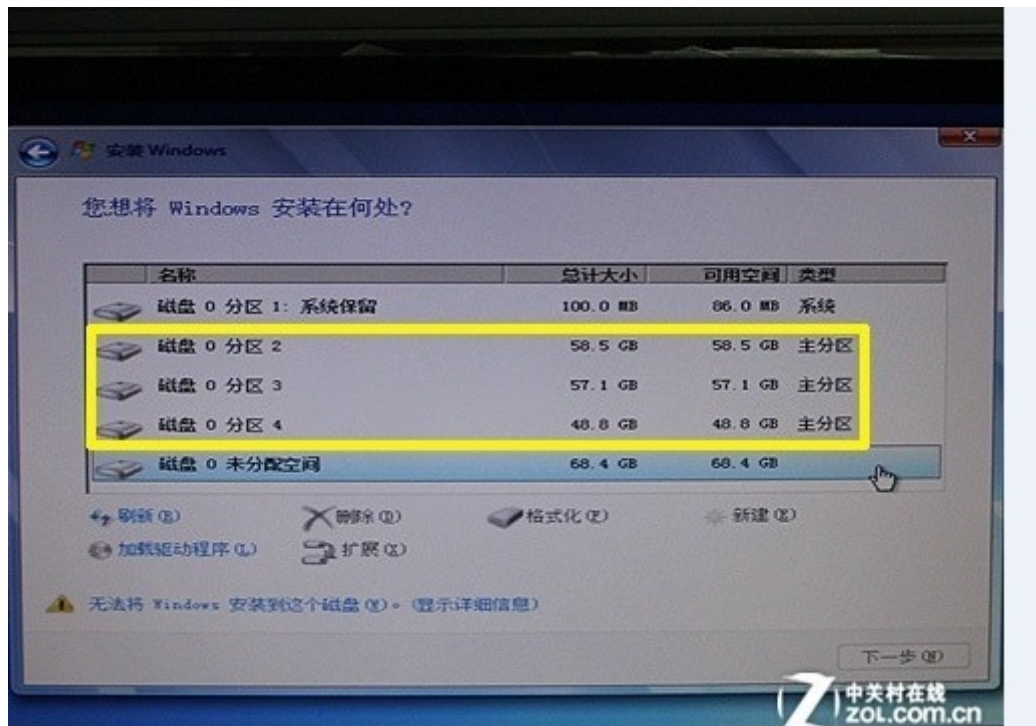 安装 Windows
您想将 Windows 安装在何处?
名称 总计大小 可用空间 类型
磁盘 0 分区 1: 系统保留 100.0 MB 86.0 MB 系统
磁盘 0 分区 2 58.5 GB 58.5 GB 主分区
磁盘 0 分区 3 57.1 GB 57.1 GB 主分区
磁盘 0 分区 4 48.8 GB 48.8 GB 主分区
磁盘 0 未分配空间 68.4 GB 68.4 GB
刷新(R) 删除(D) 格式化(F) 新建(E)
加载驱动程序(L) 扩展(X)
无法将 Windows 安装到这个磁盘(W)。(显示详细信息)
下一步(N)
Z 中关村在线
ZOL.COM.CN